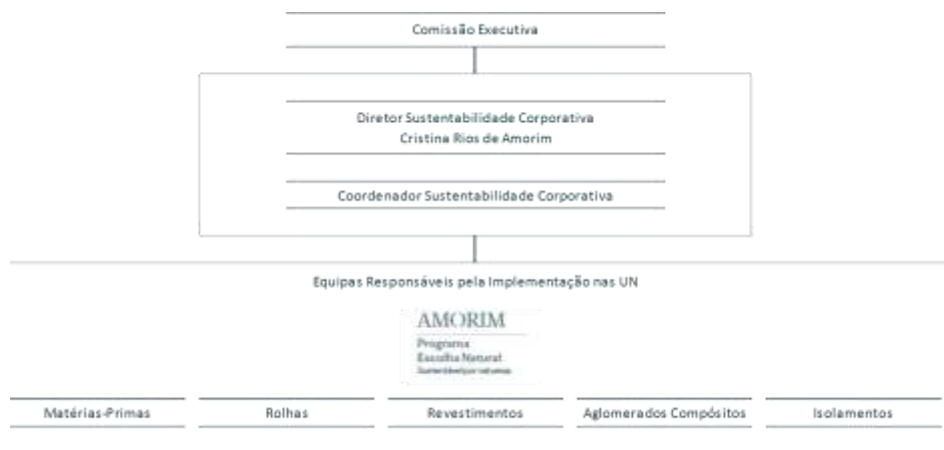 Comissão Executiva
Diretor Sustentabilidade Corporativa
Cristina Rios de Amorim
Coordenador Sustentabilidade Corporativa
Equipas Responsáveis pela Implementação nas UN
AMORIM
Programa
Escolha Natural
Matérias-Primas
Rolhas
Revestimentos
Aglomerados Compósitos
Isolamentos